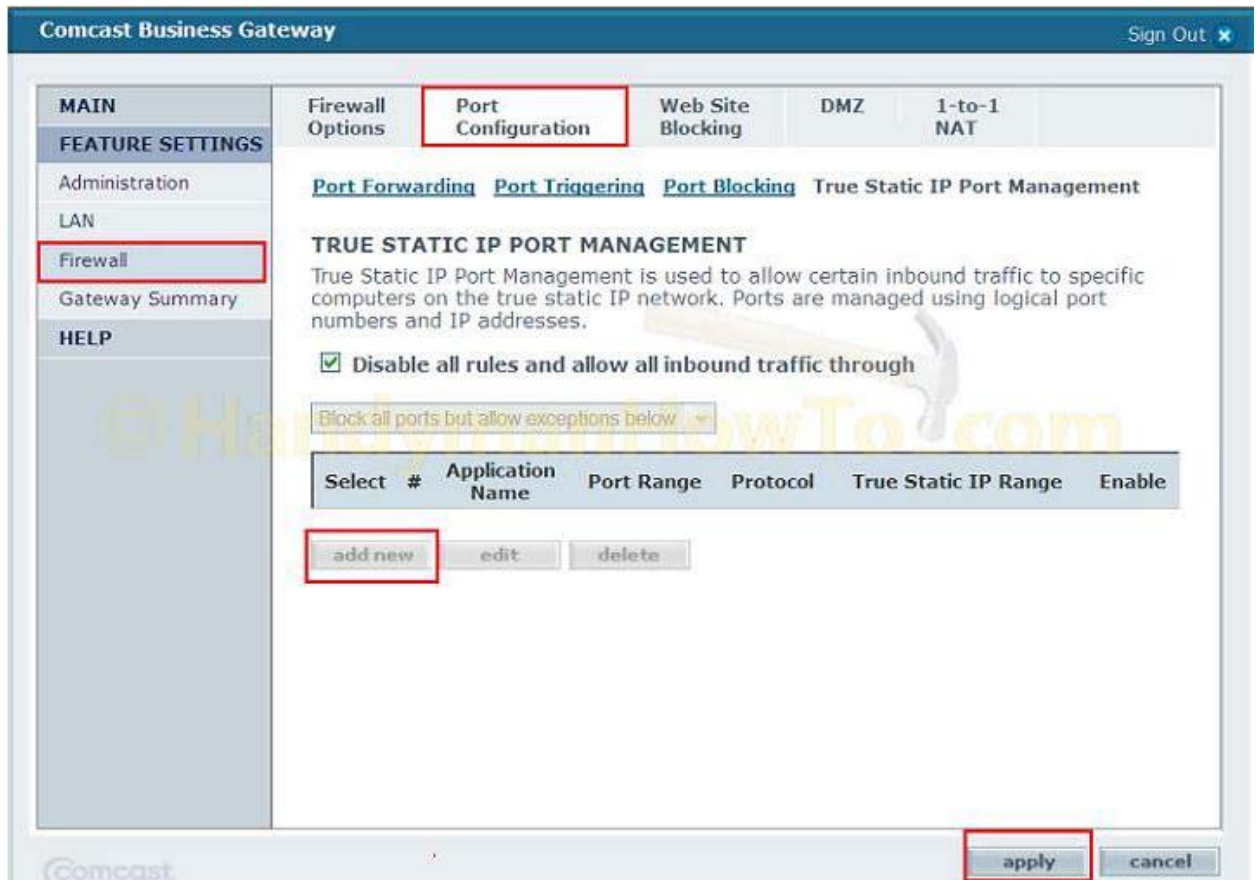 Comcast Business Gateway
Sign Out ×
MAIN
FEATURE SETTINGS
Administration
LAN
Firewall
Gateway Summary
HELP
Firewall Options
Port Configuration
Web Site Blocking
DMZ
1-to-1 NAT
Port Forwarding Port Triggering Port Blocking True Static IP Port Management
TRUE STATIC IP PORT MANAGEMENT
True Static IP Port Management is used to allow certain inbound traffic to specific
computers on the true static IP network. Ports are managed using logical port
numbers and IP addresses.
Disable all rules and allow all inbound traffic through
Block all ports but allow exceptions below
©HandymanHowTo.com
Select # Application Name Port Range Protocol True Static IP Range Enable
add new edit delete
apply cancel
Comcast